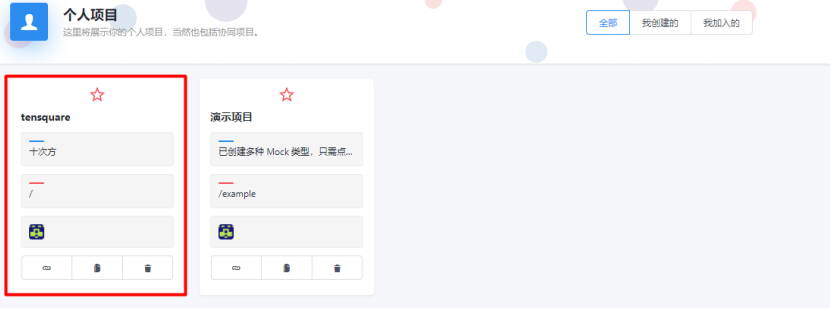 个人项目
这里将展示你的个人项目，当然也包括协同项目。
全部 我创建的 我加入的
tensquare
十次方
/
演示项目
已创建多种 Mock 类型，只需点...
/example